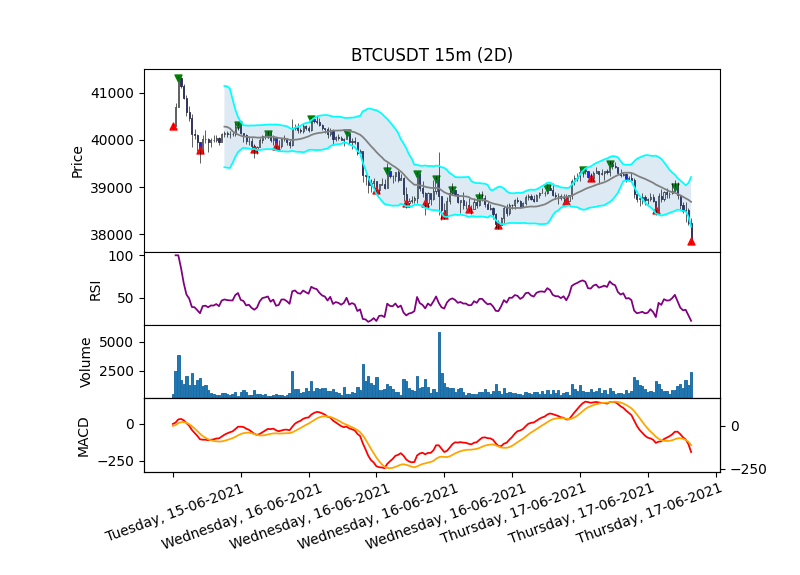 BTCUSDT 15m (2D)
41000
40000
39000
38000
Price
100
50
RSI
5000
2500
Volume
0
−250
MACD
0
−250
Tuesday, 15-06-2021
Wednesday, 16-06-2021
Wednesday, 16-06-2021
Wednesday, 16-06-2021
Wednesday, 16-06-2021
Thursday, 17-06-2021
Thursday, 17-06-2021
Thursday, 17-06-2021